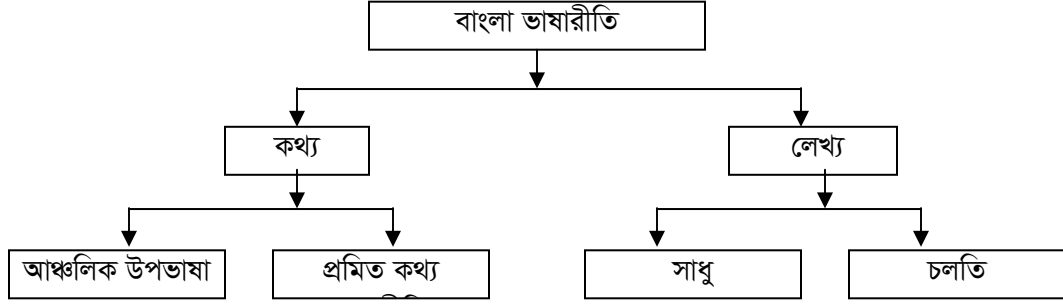 বাংলা ভাষারীতি
কথ্য
লেখ্য
আঞ্চলিক উপভাষা
প্রমিত কথ্য
সাধু
চলতি